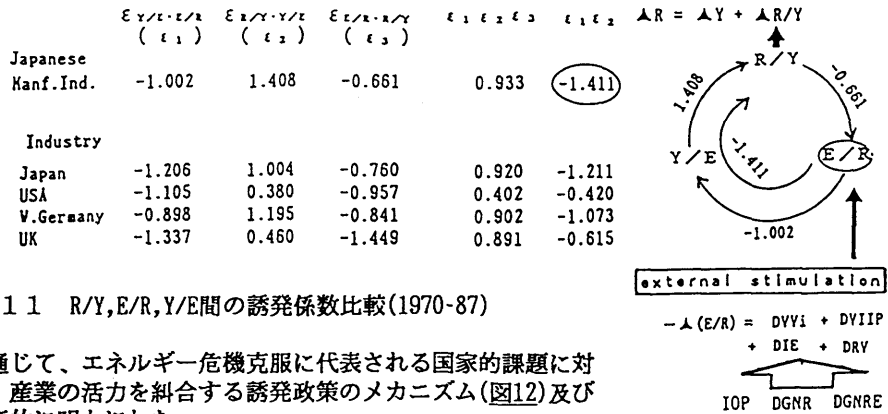 ε Y/E・E/R ε R/Y・Y/E ε E/R・R/Y ε₁ ε₂ ε₃ ε₁ ε₂
( ε₁ ) ( ε₂ ) ( ε₃ )
Japanese
Manf.Ind. -1.002 1.408 -0.661 0.933 -1.411
Industry
Japan -1.206 1.004 -0.760 0.920 -1.211
USA -1.105 0.380 -0.957 0.402 -0.420
W.Germany -0.898 1.195 -0.841 0.902 -1.073
UK -1.337 0.460 -1.449 0.891 -0.615
11 R/Y,E/R,Y/E間の誘発係数比較(1970-87)
通じて、エネルギー危機克服に代表される国家的課題に対
産業の活力を糾合する誘発政策のメカニズム(図12)及び
⅄R = ⅄Y + ⅄R/Y
R/Y
1.408
-0.661
Y/E
-1.411
E/R
-1.002
external stimulation
-⅄(E/R) = DYYi + DYIIP
+ DIE + DRY
IOP DGNR DGNRE